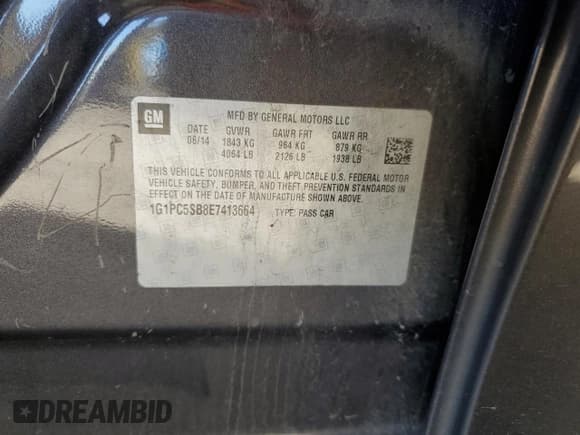 GM
MFD BY GENERAL MOTORS LLC
DATE GVWR GAWR FRT GAWR RR
06/14 1843 KG 964 KG 879 KG
4064 LB 2126 LB 1938 LB
THIS VEHICLE CONFORMS TO ALL APPLICABLE U.S. FEDERAL MOTOR
VEHICLE SAFETY, BUMPER, AND THEFT PREVENTION STANDARDS IN
EFFECT ON THE DATE OF MANUFACTURE SHOWN ABOVE.
1G1PC5SB8E7413664 TYPE: PASS CAR
DREAMBID